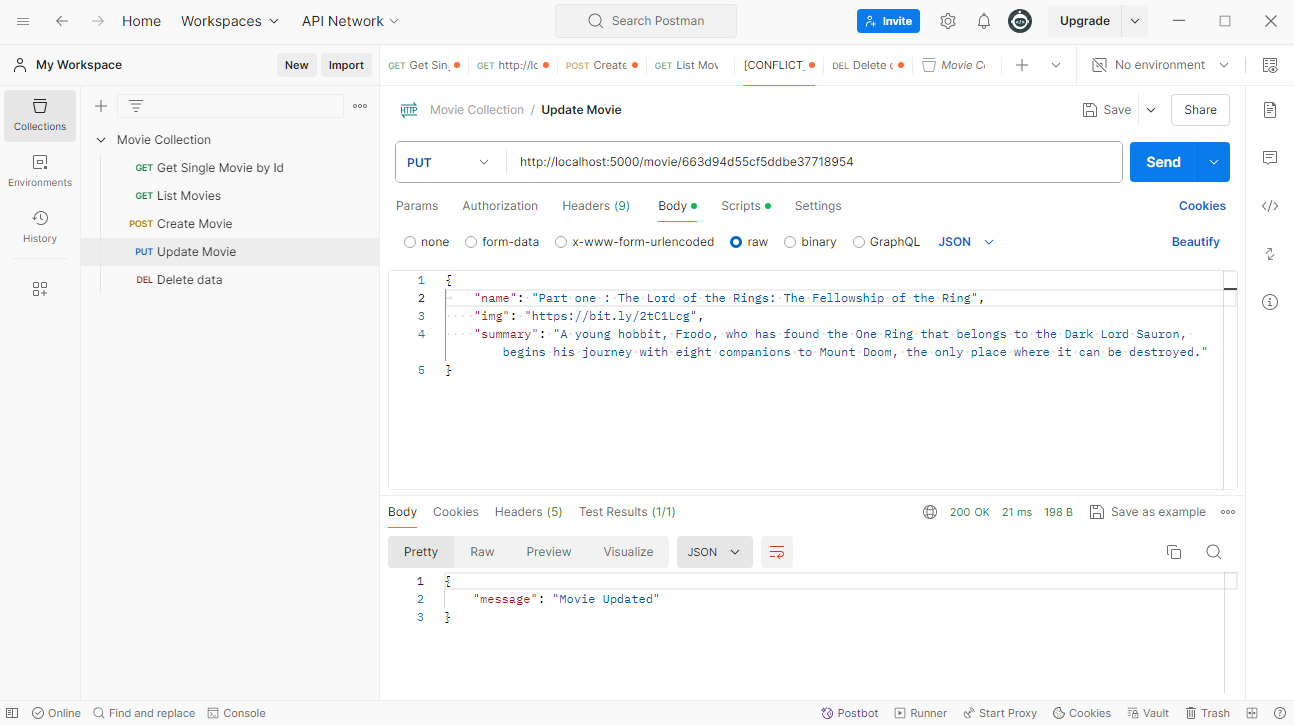 Home Workspaces API Network Search Postman Invite Upgrade
My Workspace New Import GET Get Sin GET http://lo POST Create GET List Mov [CONFLICT] DEL Delete Movie Co No environment
Collections
Environments
History
Movie Collection
GET Get Single Movie by Id
GET List Movies
POST Create Movie
PUT Update Movie
DEL Delete data
HTTP Movie Collection / Update Movie Save Share
PUT http://localhost:5000/movie/663d94d55cf5ddbe37718954 Send
Params Authorization Headers (9) Body Scripts Settings Cookies
none form-data x-www-form-urlencoded raw binary GraphQL JSON Beautify
1 {
2 "name": "Part one : The Lord of the Rings: The Fellowship of the Ring",
3 "img": "https://bit.ly/2tC1Lcg",
4 "summary": "A young hobbit, Frodo, who has found the One Ring that belongs to the Dark Lord Sauron,
begins his journey with eight companions to Mount Doom, the only place where it can be destroyed."
5 }
Body Cookies Headers (5) Test Results (1/1) 200 OK 21 ms 198 B Save as example
Pretty Raw Preview Visualize JSON
1 {
2 "message": "Movie Updated"
3 }
Online Find and replace Console Postbot Runner Start Proxy Cookies Vault Trash